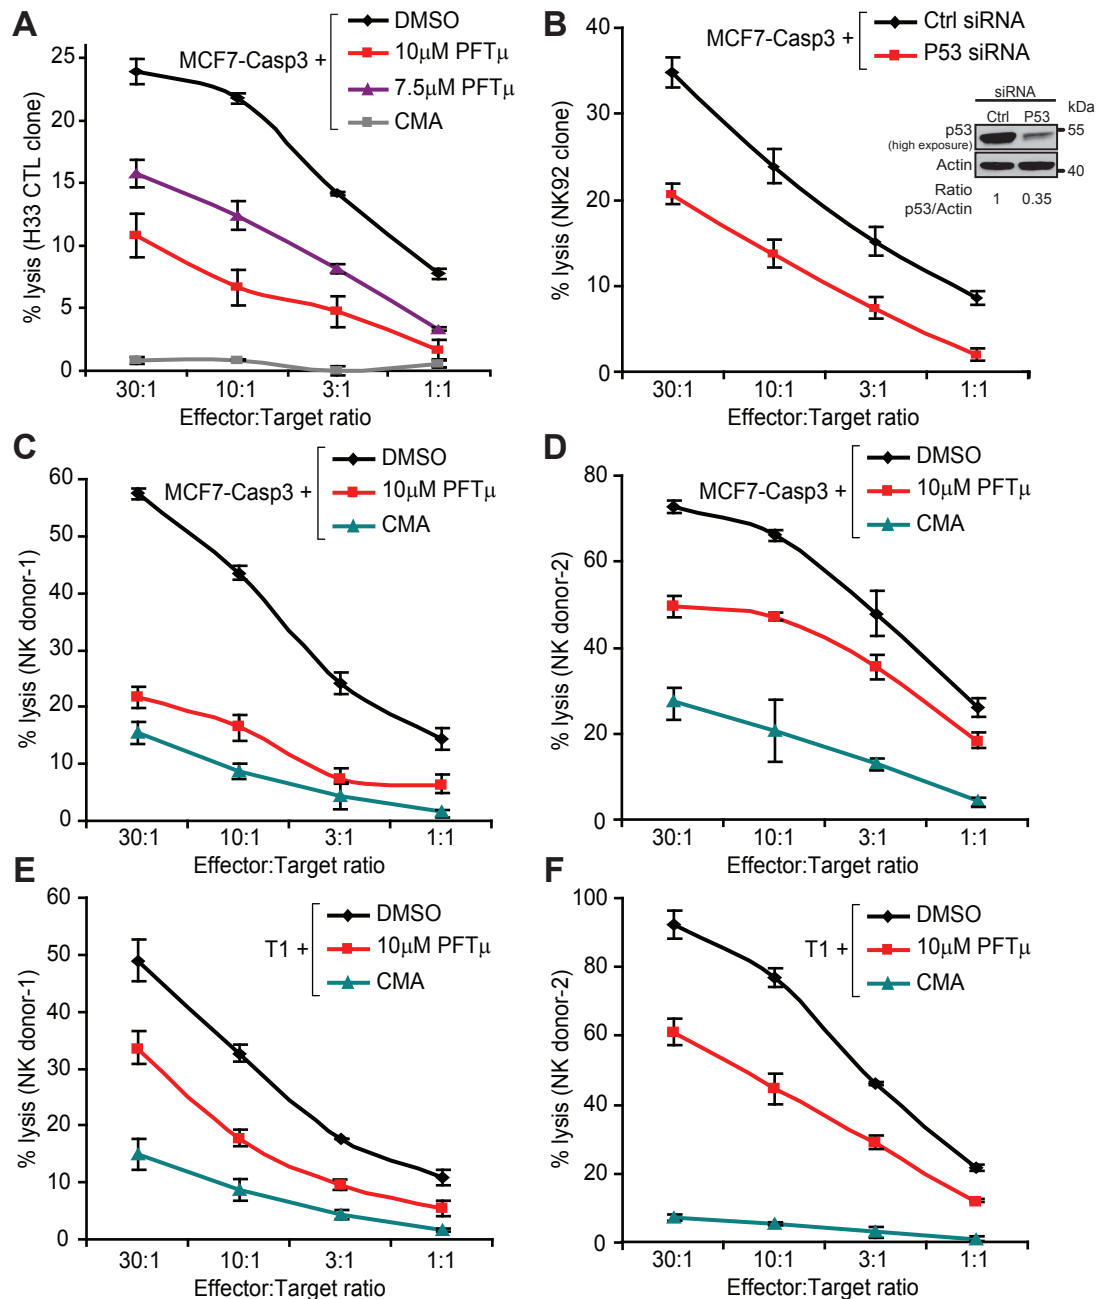 A
MCF7-Casp3 +
DMSO
10μM PFTμ
7.5μM PFTμ
CMA
% lysis (H33 CTL clone)
25
20
15
10
5
0
30:1 10:1 3:1 1:1
Effector:Target ratio
B
MCF7-Casp3 +
Ctrl siRNA
P53 siRNA
% lysis (NK92 clone)
40
30
20
10
0
30:1 10:1 3:1 1:1
Effector:Target ratio
siRNA
Ctrl P53 kDa
p53
(high exposure)
55
Actin
40
Ratio
p53/Actin
1 0.35
C
MCF7-Casp3 +
DMSO
10μM PFTμ
CMA
% lysis (NK donor-1)
60
50
40
30
20
10
0
30:1 10:1 3:1 1:1
Effector:Target ratio
D
MCF7-Casp3 +
DMSO
10μM PFTμ
CMA
% lysis (NK donor-2)
80
60
40
20
0
30:1 10:1 3:1 1:1
Effector:Target ratio
E
T1 +
DMSO
10μM PFTμ
CMA
% lysis (NK donor-1)
60
50
40
30
20
10
0
30:1 10:1 3:1 1:1
Effector:Target ratio
F
T1 +
DMSO
10μM PFTμ
CMA
% lysis (NK donor-2)
100
80
60
40
20
0
30:1 10:1 3:1 1:1
Effector:Target ratio